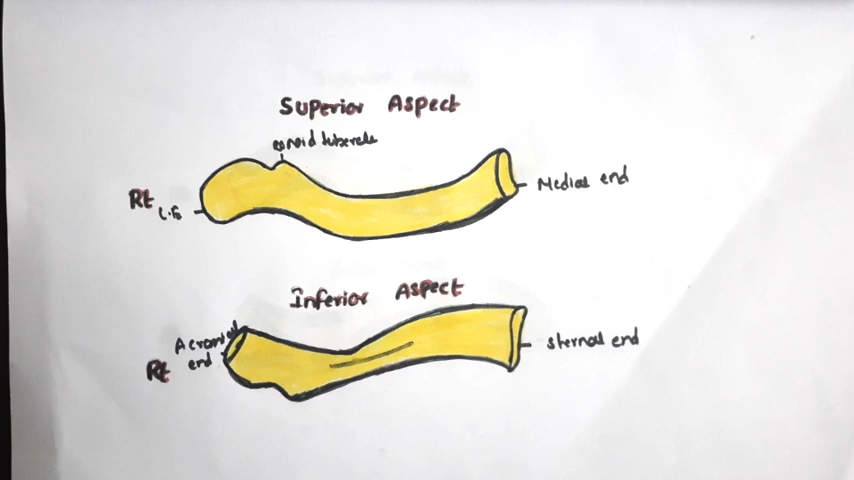 Superior Aspect
Rt
Medial end
Inferior Aspect
Acromial
end
Rt
sternal end